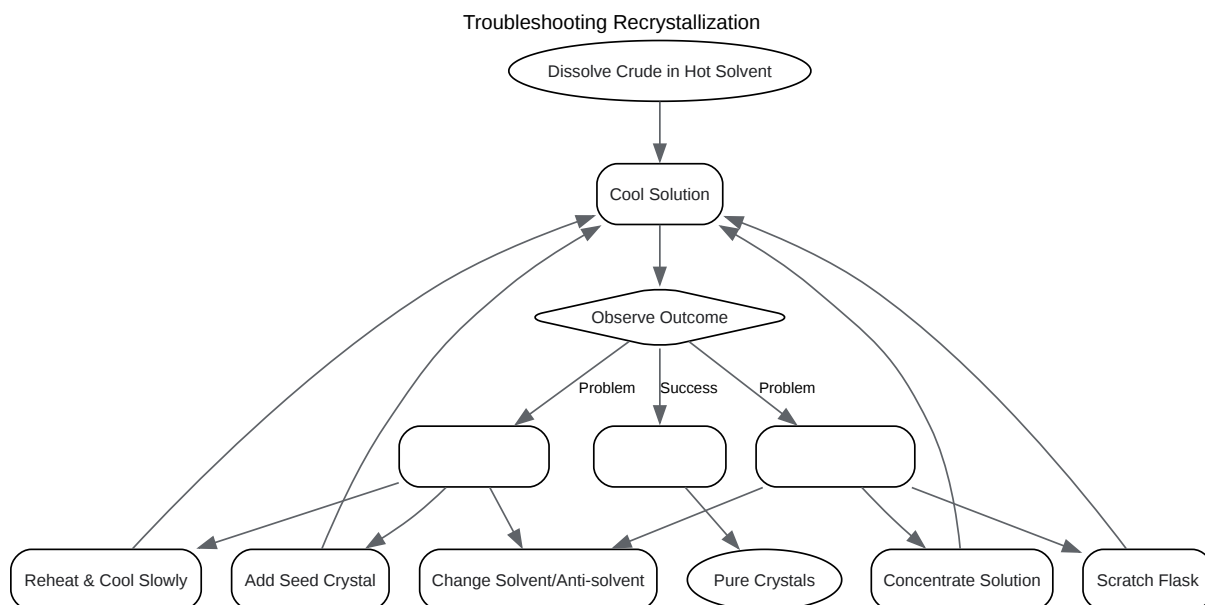 Troubleshooting Recrystallization
Dissolve Crude in Hot Solvent
Cool Solution
Observe Outcome
Problem
Success
Problem
Reheat & Cool Slowly
Add Seed Crystal
Change Solvent/Anti-solvent
Pure Crystals
Concentrate Solution
Scratch Flask